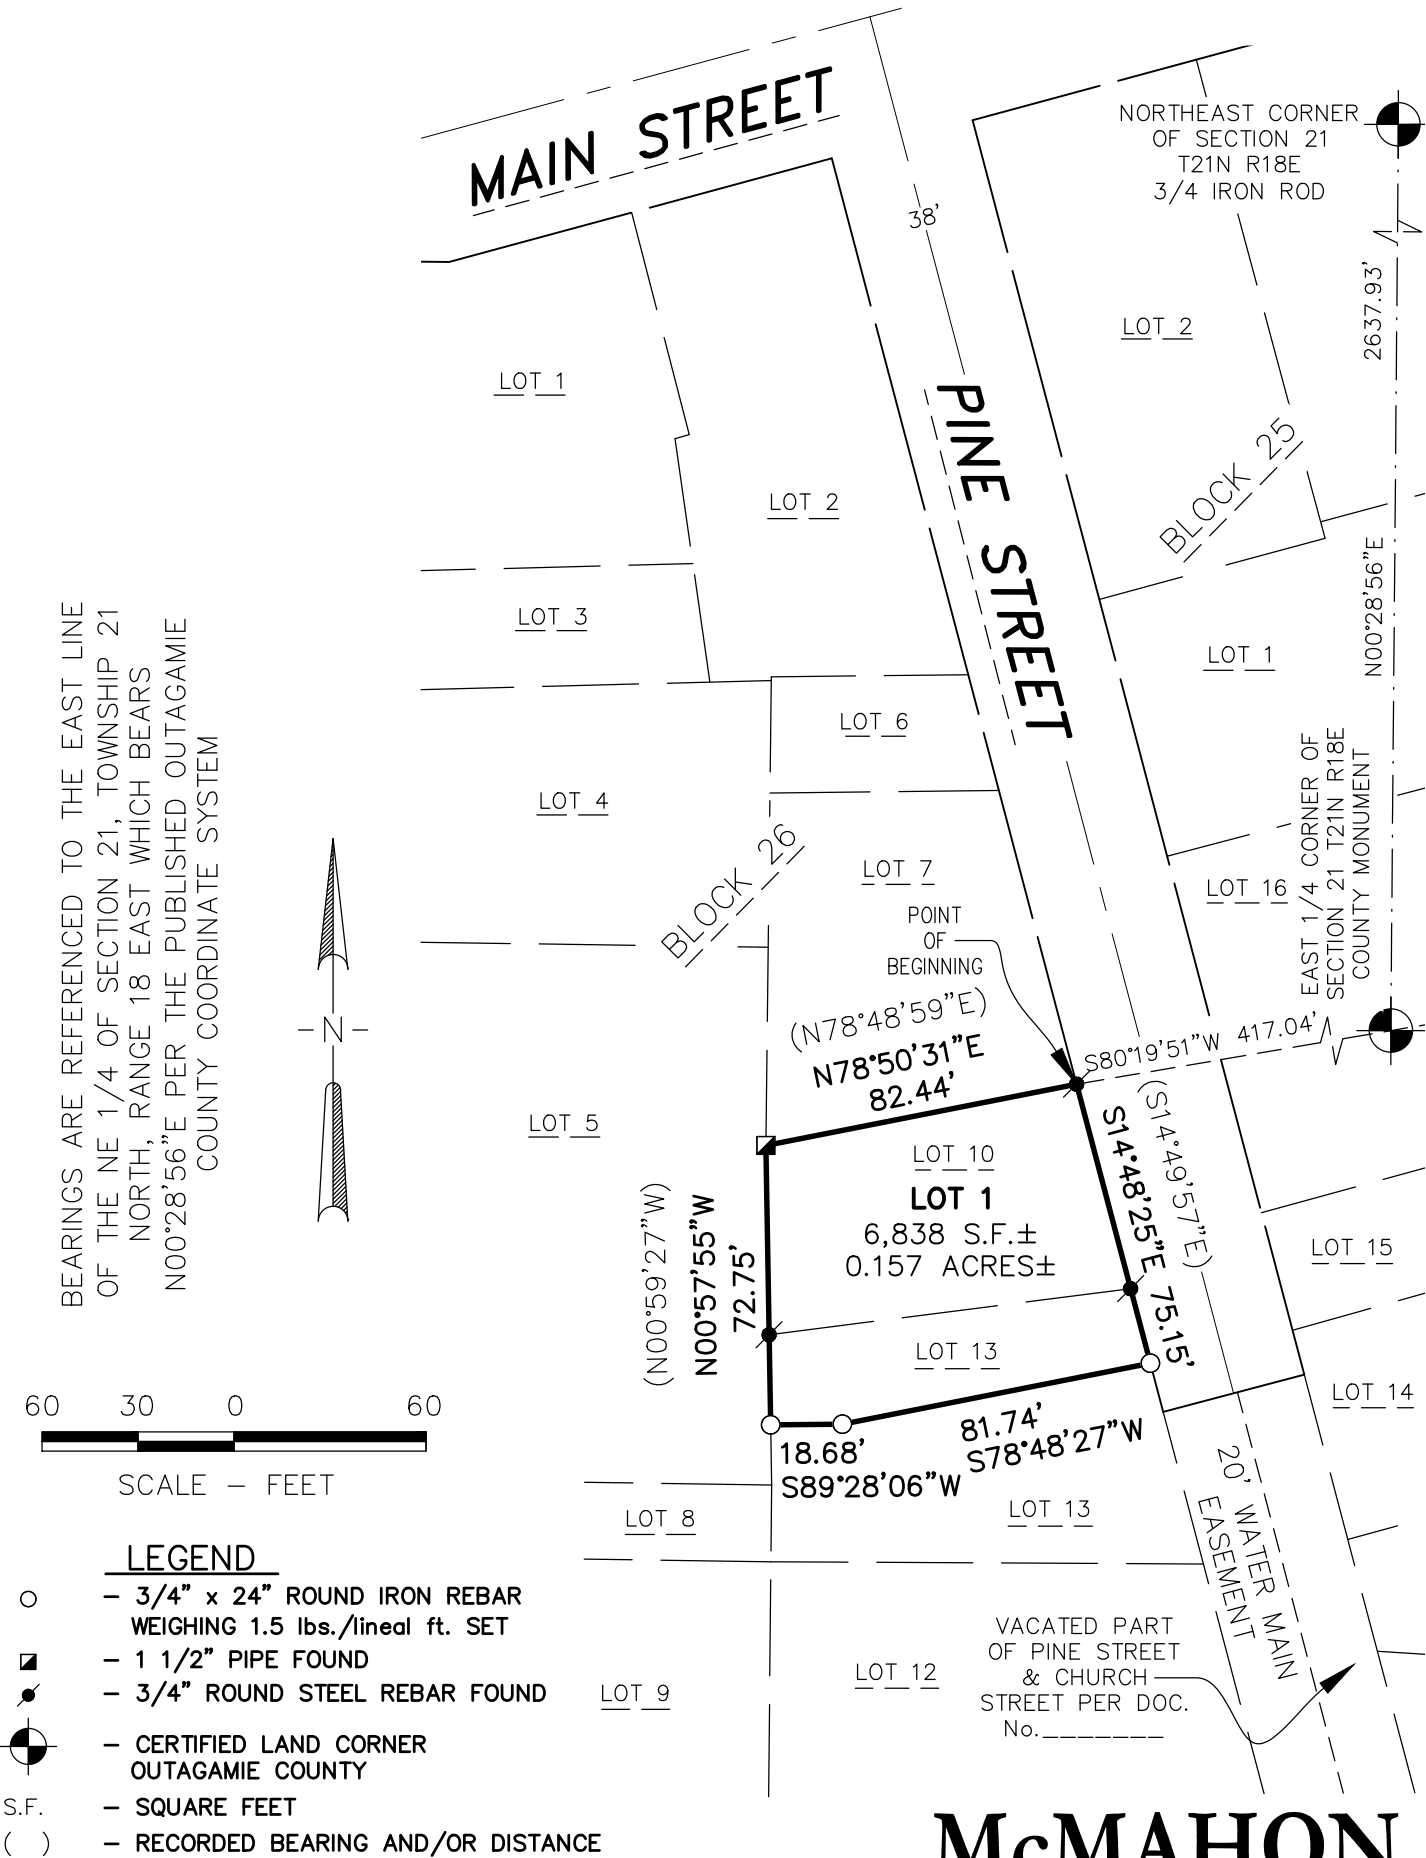 MAIN STREET
NORTHEAST CORNER
OF SECTION 21
T21N R18E
3/4 IRON ROD
38'
2637.93'
LOT 2
LOT 1
PINE STREET
BLOCK 25
LOT 2
N00°28'56"E
LOT 3
LOT 1
BEARINGS ARE REFERENCED TO THE EAST LINE
OF THE NE 1/4 OF SECTION 21, TOWNSHIP 21
NORTH, RANGE 18 EAST WHICH BEARS
N00°28'56"E PER THE PUBLISHED OUTAGAMIE
COUNTY COORDINATE SYSTEM
LOT 6
EAST 1/4 CORNER OF
SECTION 21 T21N R18E
COUNTY MONUMENT
LOT 4
BLOCK 26
LOT 7
LOT 16
POINT
OF
BEGINNING
-N-
(N78°48'59"E)
N78°50'31"E
82.44'
S80°19'51"W 417.04'
LOT 5
(S14°49'57"E)
S14°48'25"E 75.15'
LOT 10
LOT 1
6,838 S.F.±
0.157 ACRES±
(N00°59'27"W)
N00°57'55"W
72.75'
LOT 15
LOT 13
LOT 14
60 30 0 60
SCALE - FEET
81.74'
S78°48'27"W
18.68'
S89°28'06"W
20' WATER MAIN
EASEMENT
LOT 8
LOT 13
LEGEND
- 3/4" x 24" ROUND IRON REBAR
WEIGHING 1.5 lbs./lineal ft. SET
- 1 1/2" PIPE FOUND
- 3/4" ROUND STEEL REBAR FOUND
- CERTIFIED LAND CORNER
OUTAGAMIE COUNTY
S.F. - SQUARE FEET
( ) - RECORDED BEARING AND/OR DISTANCE
LOT 9
LOT 12
VACATED PART
OF PINE STREET
& CHURCH
STREET PER DOC.
No._______
McMAHON